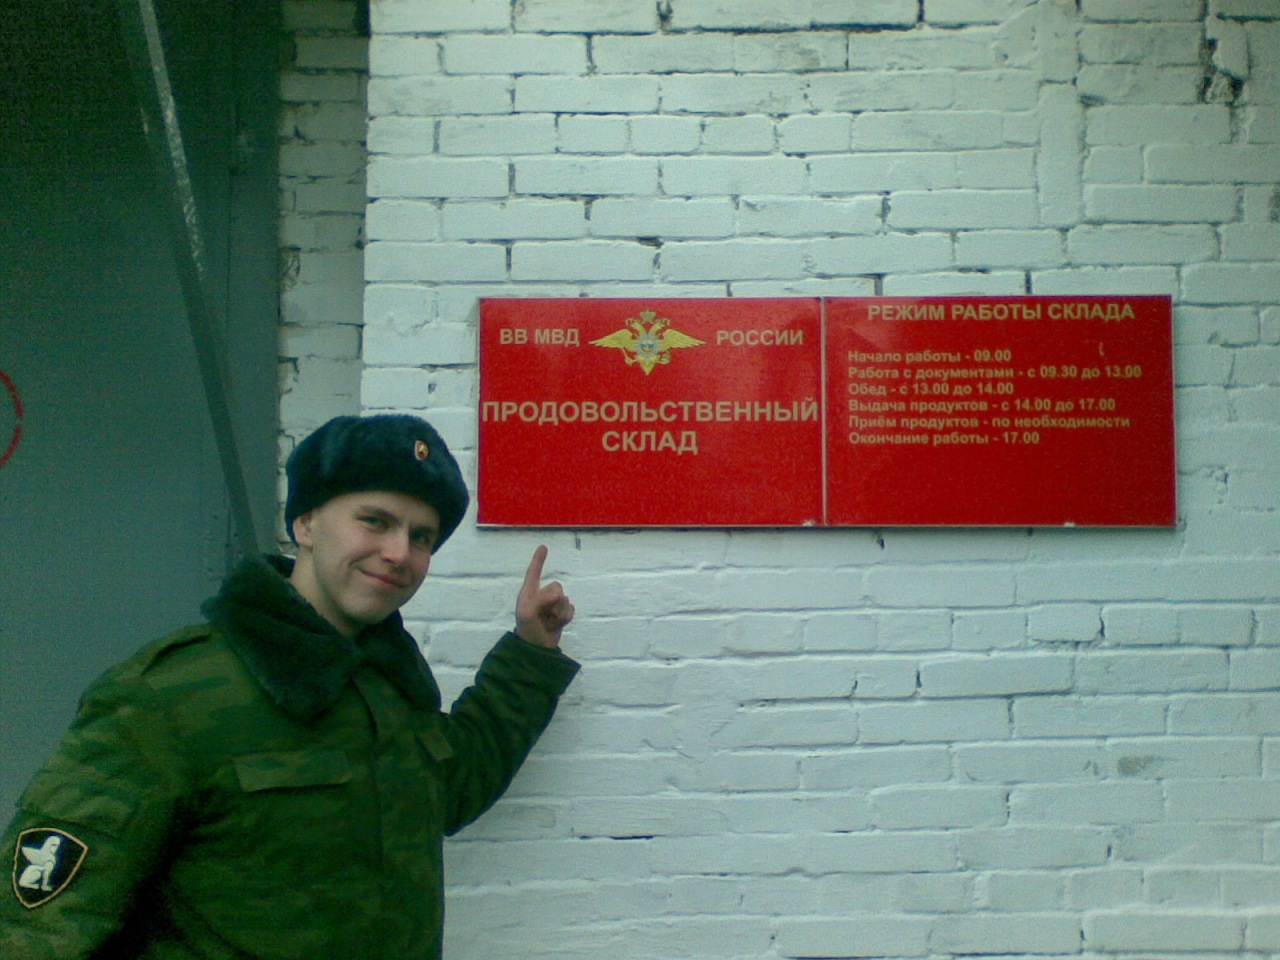 ВВ МВД РОССИИ
ПРОДОВОЛЬСТВЕННЫЙ
СКЛАД
РЕЖИМ РАБОТЫ СКЛАДА
Начало работы - 09.00
Работа с документами - с 09.30 до 13.00
Обед - с 13.00 до 14.00
Выдача продуктов - с 14.00 до 17.00
Приём продуктов - по необходимости
Окончание работы - 17.00